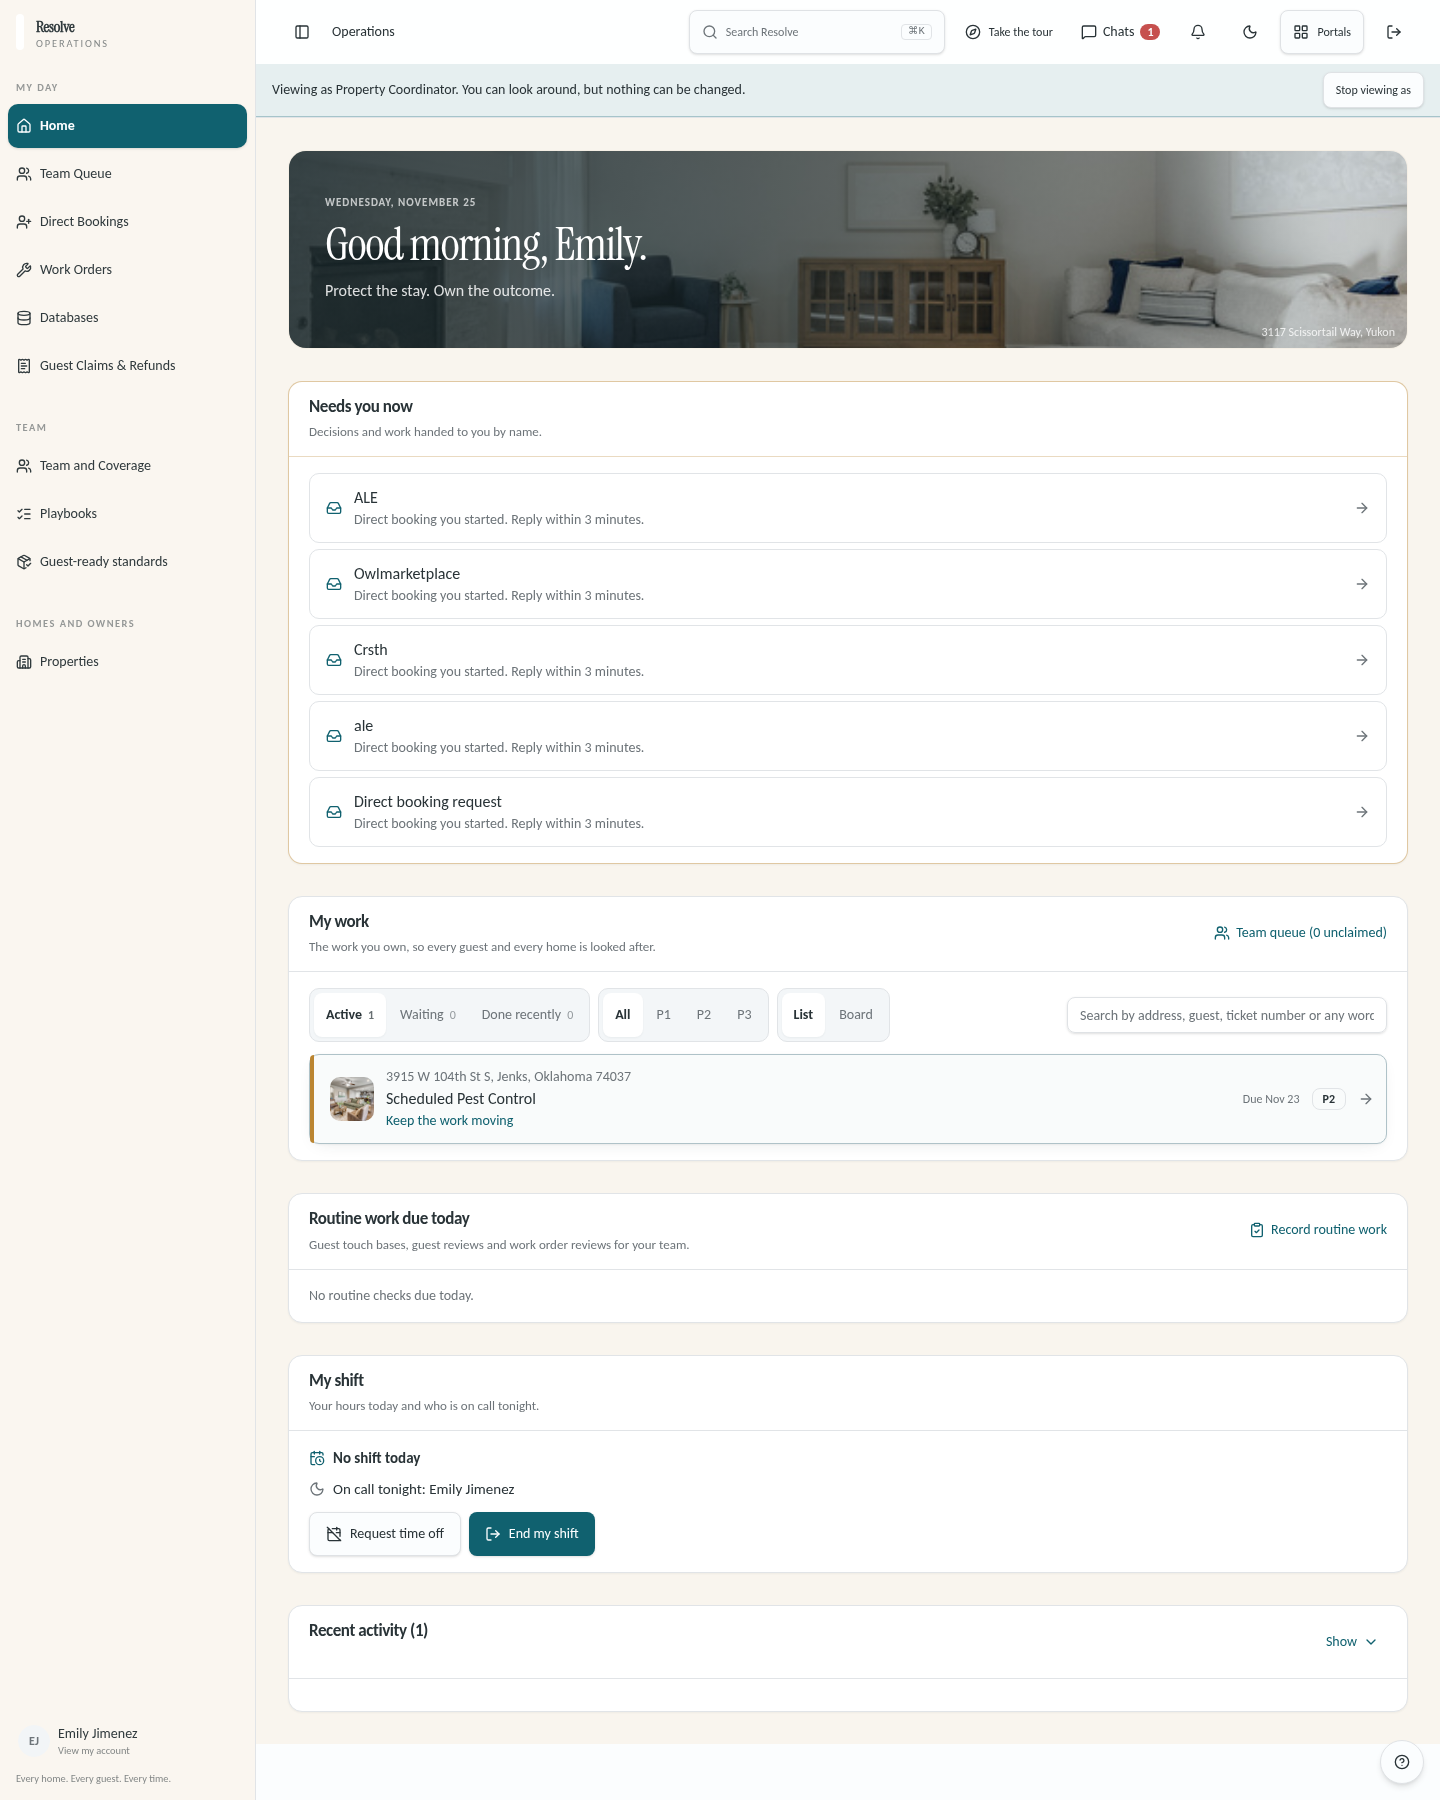 Resolve
OPERATIONS
MY DAY
Home
Team Queue
Direct Bookings
Work Orders
Databases
Guest Claims & Refunds
TEAM
Team and Coverage
Playbooks
Guest-ready standards
HOMES AND OWNERS
Properties
EJ
Emily Jimenez
View my account
Every home. Every guest. Every time.
Operations
Search Resolve
⌘K
Take the tour
Chats 1
Portals
Viewing as Property Coordinator. You can look around, but nothing can be changed.
Stop viewing as
WEDNESDAY, NOVEMBER 25
Good morning, Emily.
Protect the stay. Own the outcome.
3117 Scissortail Way, Yukon
Needs you now
Decisions and work handed to you by name.
ALE
Direct booking you started. Reply within 3 minutes.
Owlmarketplace
Direct booking you started. Reply within 3 minutes.
Crsth
Direct booking you started. Reply within 3 minutes.
ale
Direct booking you started. Reply within 3 minutes.
Direct booking request
Direct booking you started. Reply within 3 minutes.
My work
The work you own, so every guest and every home is looked after.
Team queue (0 unclaimed)
Active 1 Waiting 0 Done recently 0
All P1 P2 P3
List Board
Search by address, guest, ticket number or any word
3915 W 104th St S, Jenks, Oklahoma 74037
Scheduled Pest Control
Keep the work moving
Due Nov 23
P2
Routine work due today
Guest touch bases, guest reviews and work order reviews for your team.
Record routine work
No routine checks due today.
My shift
Your hours today and who is on call tonight.
No shift today
On call tonight: Emily Jimenez
Request time off
End my shift
Recent activity (1)
Show